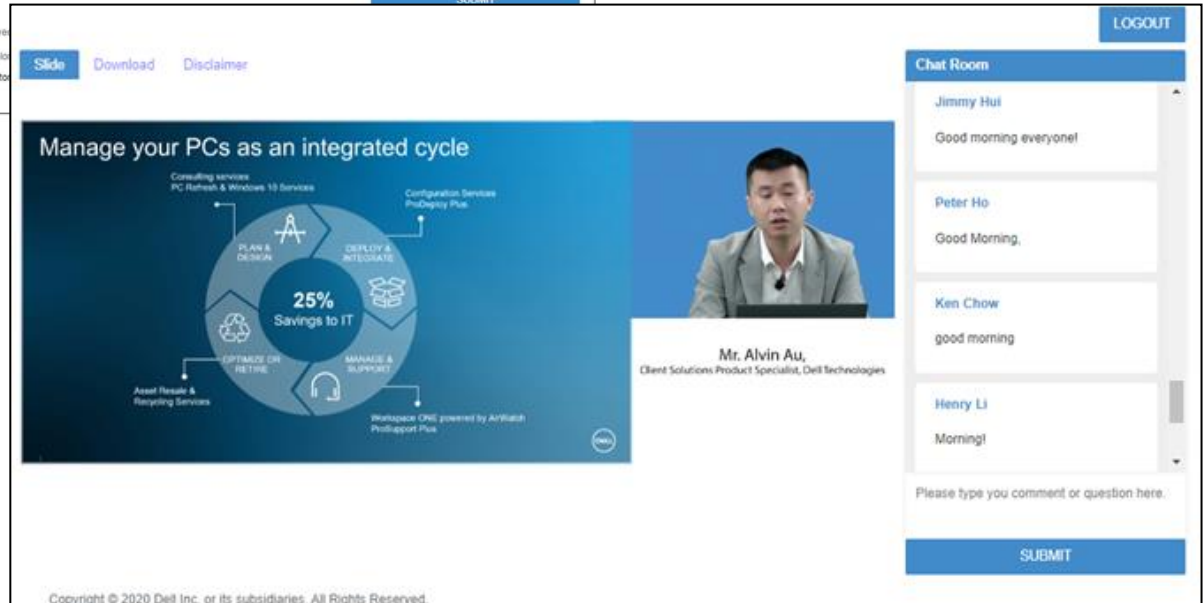 SUBMIT
LOGOUT
Slide
Download
Disclaimer
Manage your PCs as an integrated cycle
Consulting services
PC Refresh & Windows 10 Services
Configuration Services
ProDeploy Plus
PLAN &
DESIGN
DEPLOY &
INTEGRATE
25%
Savings to IT
OPTIMIZE OR
RETIRE
MANAGE &
SUPPORT
Asset Resale &
Recycling Services
Workspace ONE powered by AirWatch
ProSupport Plus
DELL
Mr. Alvin Au,
Client Solutions Product Specialist, Dell Technologies
Chat Room
Jimmy Hui
Good morning everyone!
Peter Ho
Good Morning,
Ken Chow
good morning
Henry Li
Morning!
Please type you comment or question here.
SUBMIT
Copyright © 2020 Dell Inc. or its subsidiaries. All Rights Reserved.